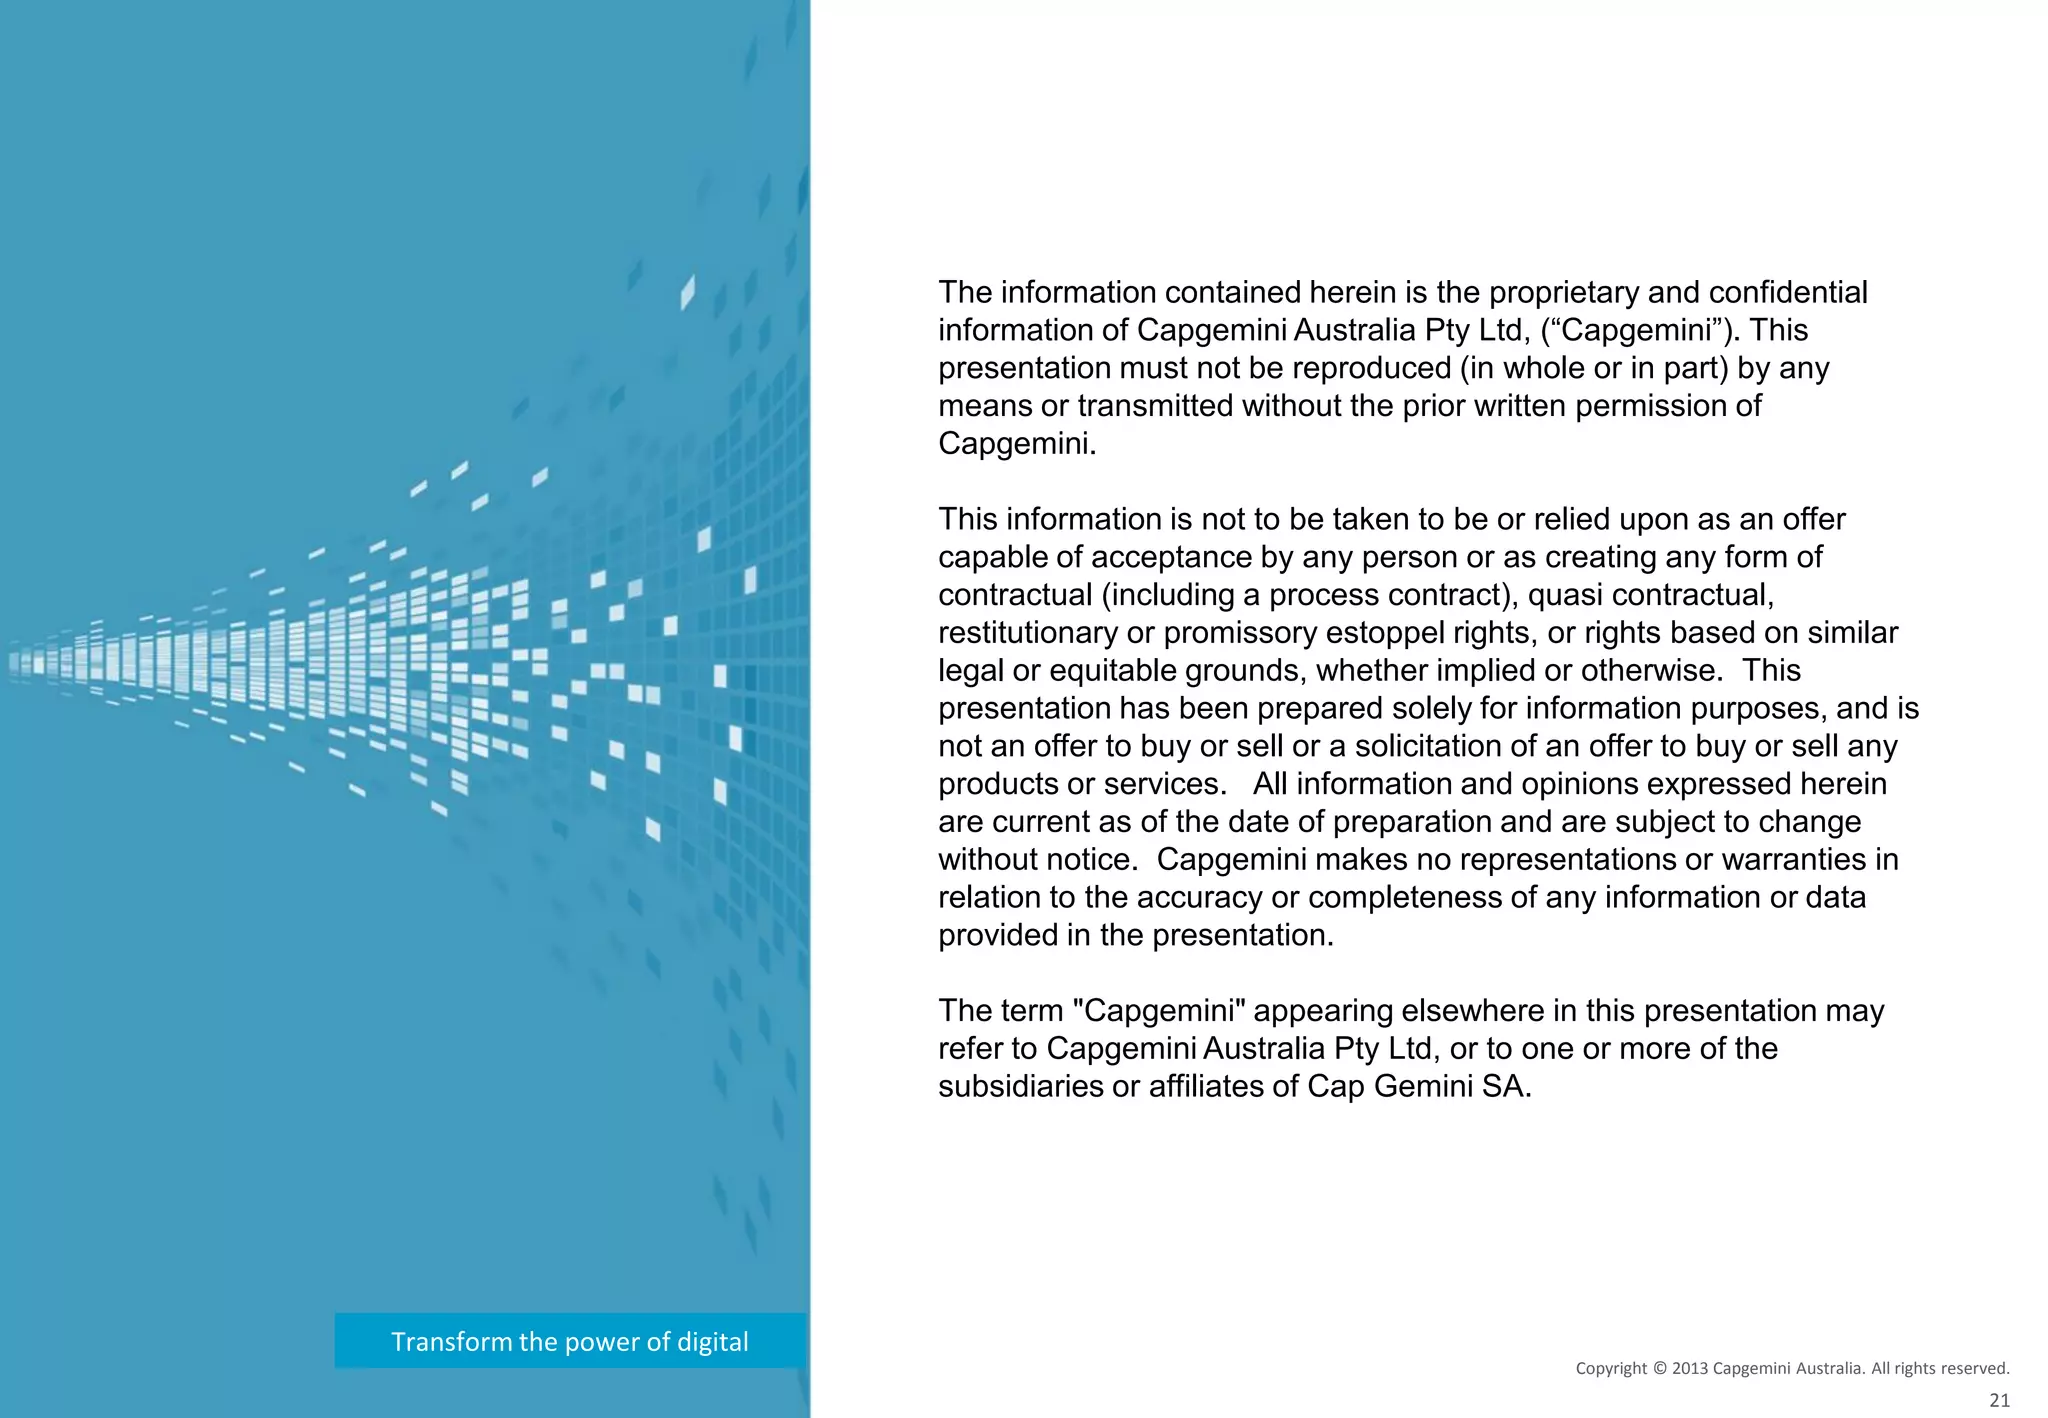 The information contained herein is the proprietary and confidential
information of Capgemini Australia Pty Ltd, (“Capgemini”). This
presentation must not be reproduced (in whole or in part) by any
means or transmitted without the prior written permission of
Capgemini.
This information is not to be taken to be or relied upon as an offer
capable of acceptance by any person or as creating any form of
contractual (including a process contract), quasi contractual,
restitutionary or promissory estoppel rights, or rights based on similar
legal or equitable grounds, whether implied or otherwise.  This
presentation has been prepared solely for information purposes, and is
not an offer to buy or sell or a solicitation of an offer to buy or sell any
products or services.   All information and opinions expressed herein
are current as of the date of preparation and are subject to change
without notice.  Capgemini makes no representations or warranties in
relation to the accuracy or completeness of any information or data
provided in the presentation.
The term "Capgemini" appearing elsewhere in this presentation may
refer to Capgemini Australia Pty Ltd, or to one or more of the
subsidiaries or affiliates of Cap Gemini SA.
Transform the power of digital
Copyright © 2013 Capgemini Australia. All rights reserved.
21